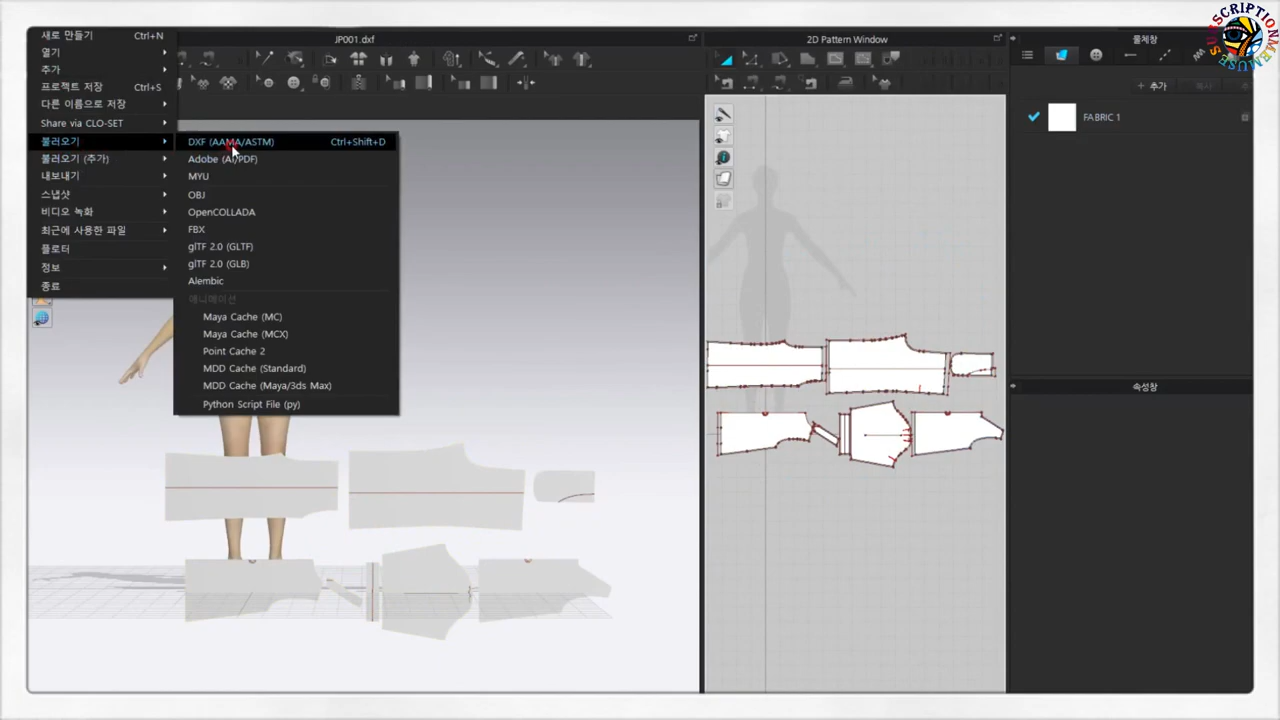 새로 만들기 Ctrl+N
열기
추가
프로젝트 저장 Ctrl+S
다른 이름으로 저장
Share via CLO-SET
불러오기
불러오기 (추가)
내보내기
스냅샷
비디오 녹화
최근에 사용한 파일
플로터
정보
종료
DXF (AAMA/ASTM) Ctrl+Shift+D
Adobe (AI/PDF)
MYU
OBJ
OpenCOLLADA
FBX
glTF 2.0 (GLTF)
glTF 2.0 (GLB)
Alembic
애니메이션
Maya Cache (MC)
Maya Cache (MCX)
Point Cache 2
MDD Cache (Standard)
MDD Cache (Maya/3ds Max)
Python Script File (py)
JP001.dxf
2D Pattern Window
물체창
+ 추가
복사
FABRIC 1
속성창